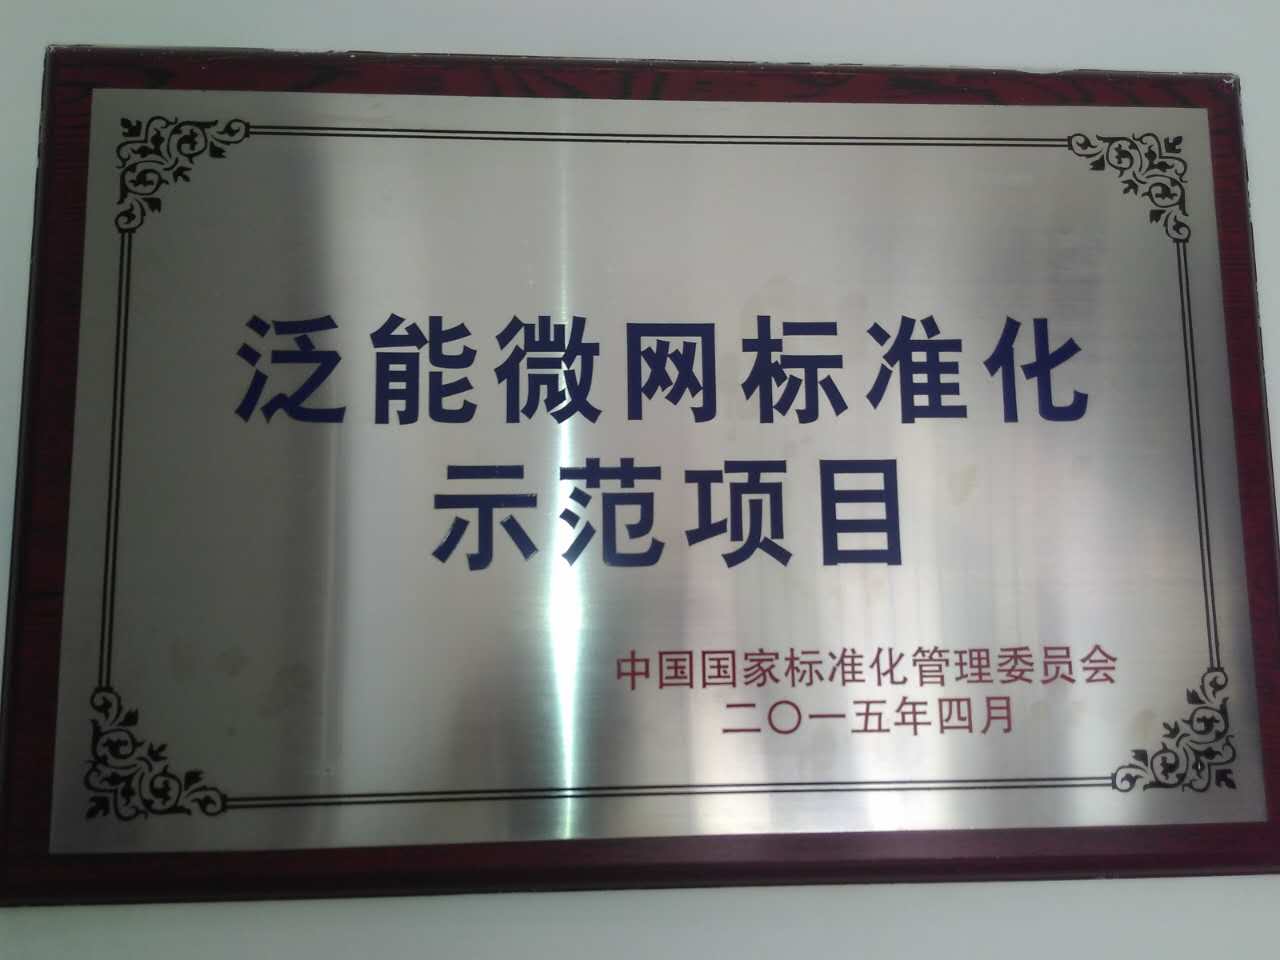 泛能微网标准化
示范项目
中国国家标准化管理委员会
二〇一五年四月